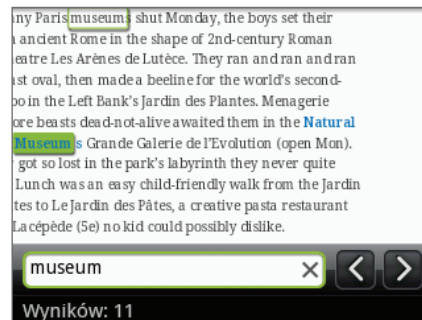 ny Paris museums shut Monday, the boys set their
ancient Rome in the shape of 2nd-century Roman
eatre Les Arènes de Lutèce. They ran and ran and ran
st oval, then made a beeline for the world's second-
oo in the Left Bank's Jardin des Plantes. Menagerie
ore beasts dead-not-alive awaited them in the Natural
Museum's Grande Galerie de l'Evolution (open Mon).
got so lost in the park's labyrinth they never quite
Lunch was an easy child-friendly walk from the Jardin
tes to Le Jardin des Pâtes, a creative pasta restaurant
Lacépède (5e) no kid could possibly dislike.
museum
Wyników: 11